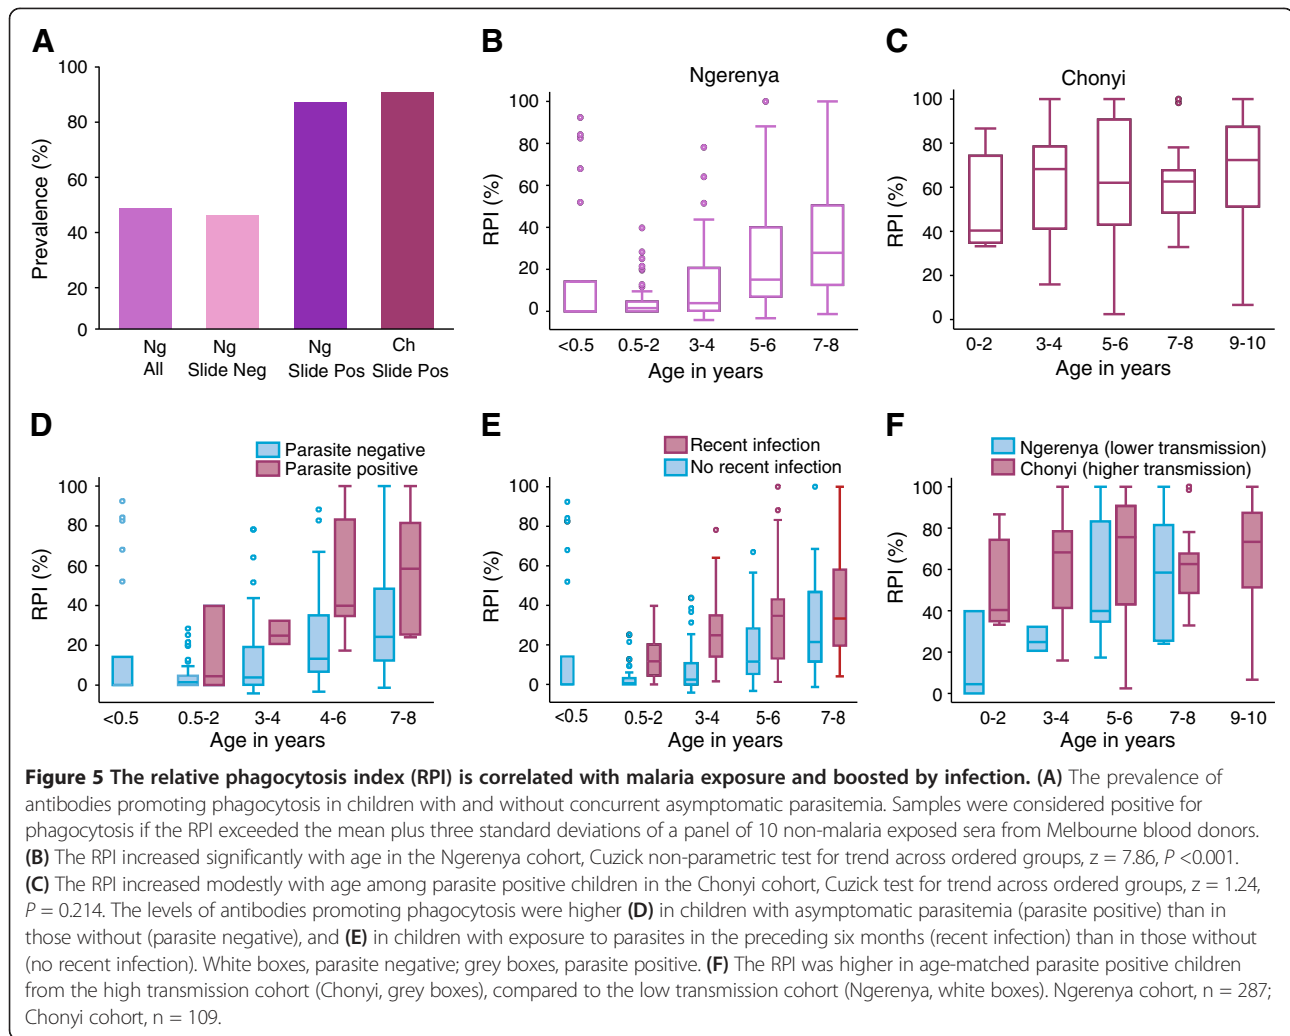 A
Prevalence (%)
100
80
60
40
20
0
Ng
All
Ng
Slide Neg
Ng
Slide Pos
Ch
Slide Pos
B
Ngerenya
RPI (%)
100
80
60
40
20
0
<0.5 0.5-2 3-4 5-6 7-8
Age in years
C
Chonyi
RPI (%)
100
80
60
40
20
0
0-2 3-4 5-6 7-8 9-10
Age in years
D
Parasite negative
Parasite positive
RPI (%)
100
80
60
40
20
0
<0.5 0.5-2 3-4 4-6 7-8
Age in years
E
Recent infection
No recent infection
RPI (%)
100
80
60
40
20
0
<0.5 0.5-2 3-4 5-6 7-8
Age in years
F
Ngerenya (lower transmission)
Chonyi (higher transmission)
RPI (%)
100
80
60
40
20
0
0-2 3-4 5-6 7-8 9-10
Age in years
Figure 5 The relative phagocytosis index (RPI) is correlated with malaria exposure and boosted by infection. (A) The prevalence of
antibodies promoting phagocytosis in children with and without concurrent asymptomatic parasitemia. Samples were considered positive for
phagocytosis if the RPI exceeded the mean plus three standard deviations of a panel of 10 non-malaria exposed sera from Melbourne blood donors.
(B) The RPI increased significantly with age in the Ngerenya cohort, Cuzick non-parametric test for trend across ordered groups, z = 7.86, P <0.001.
(C) The RPI increased modestly with age among parasite positive children in the Chonyi cohort, Cuzick test for trend across ordered groups, z = 1.24,
P = 0.214. The levels of antibodies promoting phagocytosis were higher (D) in children with asymptomatic parasitemia (parasite positive) than in
those without (parasite negative), and (E) in children with exposure to parasites in the preceding six months (recent infection) than in those without
(no recent infection). White boxes, parasite negative; grey boxes, parasite positive. (F) The RPI was higher in age-matched parasite positive children
from the high transmission cohort (Chonyi, grey boxes), compared to the low transmission cohort (Ngerenya, white boxes). Ngerenya cohort, n = 287;
Chonyi cohort, n = 109.